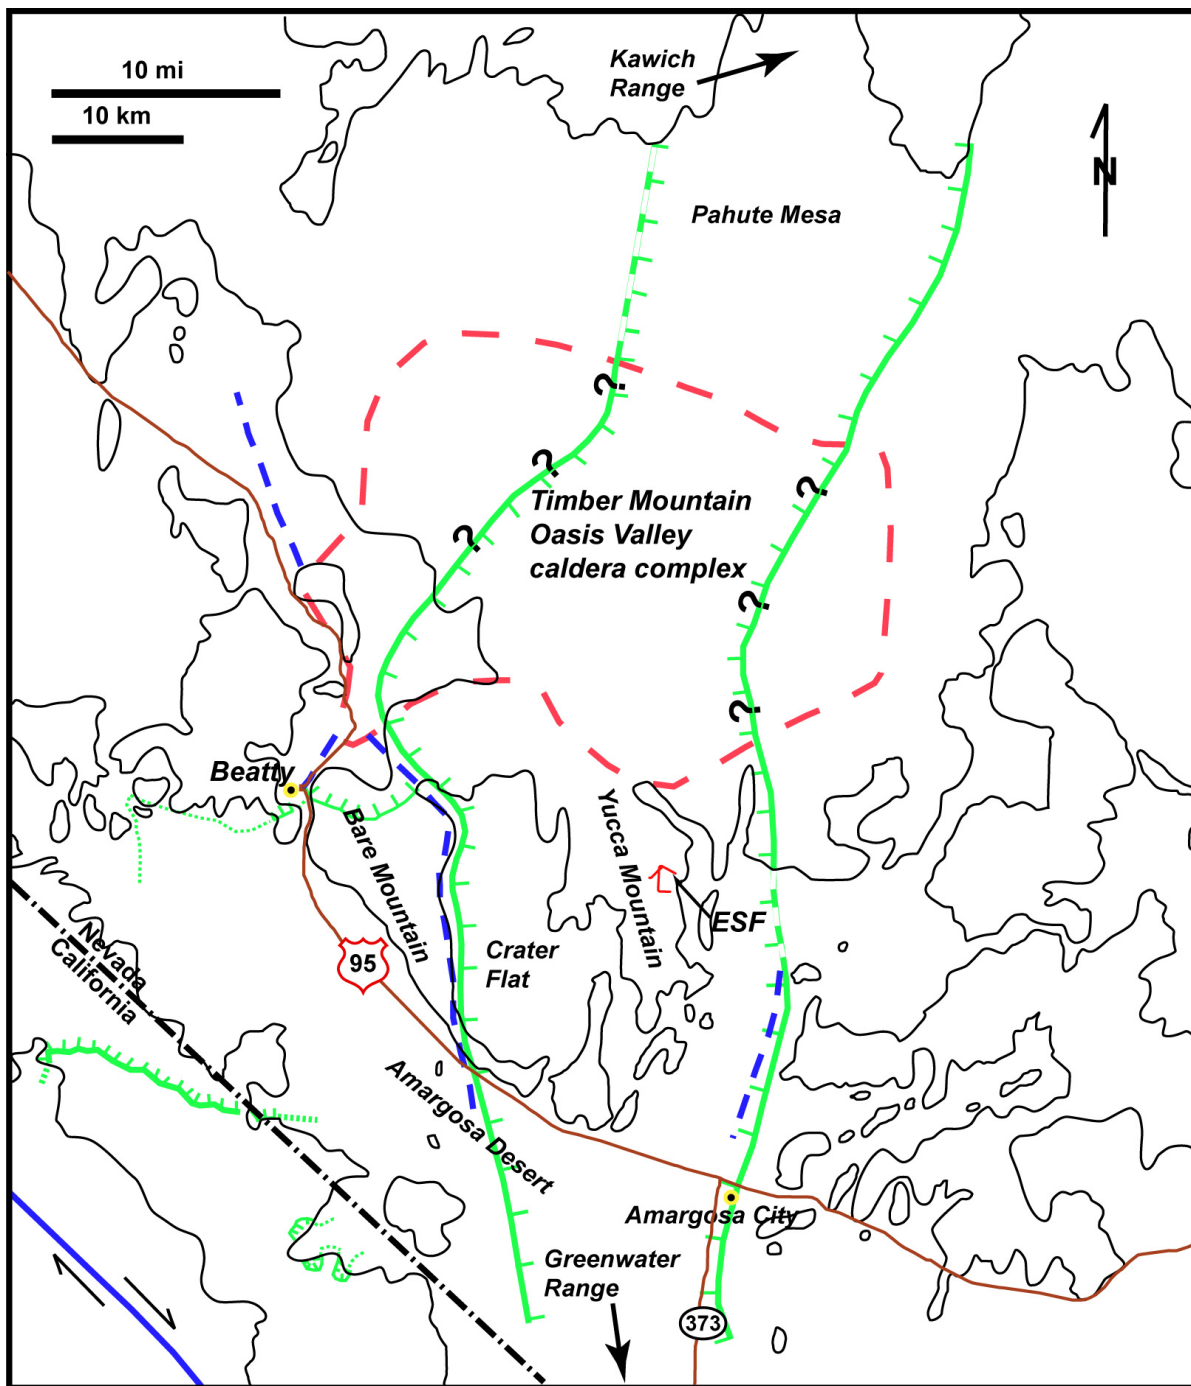 Kawich
Range
10 mi
10 km
N
Pahute Mesa
?
?
?
?
Timber Mountain
Oasis Valley
caldera complex
?
?
?
Beatty
Bare Mountain
Yucca Mountain
ESF
Crater
Flat
95
Nevada
California
Amargosa Desert
Amargosa City
Greenwater
Range
373